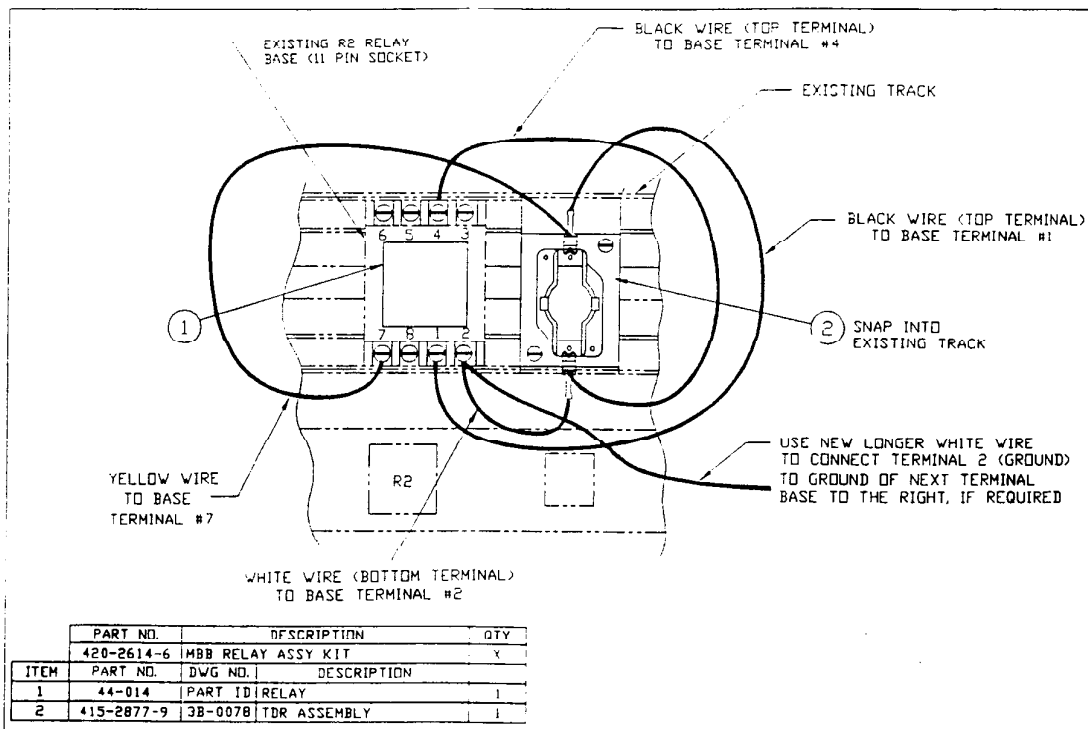 EXISTING R2 RELAY
BASE (11 PIN SOCKET)
BLACK WIRE (TOP TERMINAL)
TO BASE TERMINAL #4
EXISTING TRACK
BLACK WIRE (TOP TERMINAL)
TO BASE TERMINAL #1
6 5 4 3
1
7 8 1 2
2
SNAP INTO
EXISTING TRACK
USE NEW LONGER WHITE WIRE
TO CONNECT TERMINAL 2 (GROUND)
TO GROUND OF NEXT TERMINAL
BASE TO THE RIGHT, IF REQUIRED
YELLOW WIRE
TO BASE
TERMINAL #7
R2
WHITE WIRE (BOTTOM TERMINAL)
TO BASE TERMINAL #2
PART NO. DESCRIPTION QTY
420-2614-6 MBB RELAY ASSY KIT X
ITEM PART NO. DWG NO. DESCRIPTION
1 44-014 PART ID RELAY 1
2 415-2877-9 3B-0078 TDR ASSEMBLY 1